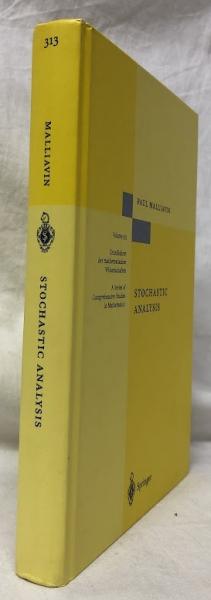 313
MALLIAVIN
STOCHASTIC ANALYSIS
PAUL MALLIAVIN
Volume 313
Grundlehren
der mathematischen
Wissenschaften
A Series of
Comprehensive Studies
in Mathematics
STOCHASTIC
ANALYSIS
Springer